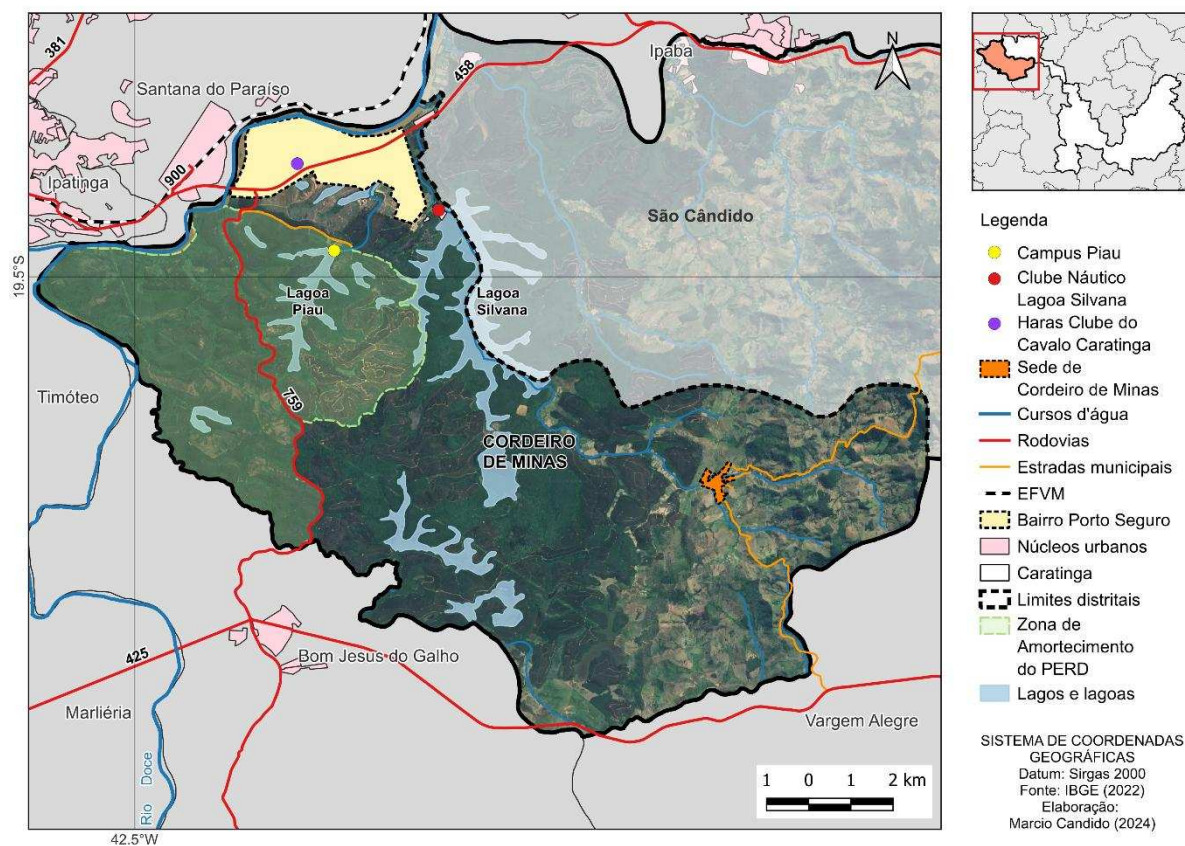 381
Santana do Paraíso
Ipatinga
900
458
Ipaba
N
São Cândido
19.5°S
Lagoa
Piau
Lagoa
Silvana
Timóteo
759
CORDEIRO
DE MINAS
425
Bom Jesus do Galho
Marliéria
Vargem Alegre
Rio Doce
1 0 1 2 km
42.5°W
Legenda
Campus Piau
Clube Náutico
Lagoa Silvana
Haras Clube do
Cavalo Caratinga
Sede de
Cordeiro de Minas
Cursos d'água
Rodovias
Estradas municipais
EFVM
Bairro Porto Seguro
Núcleos urbanos
Caratinga
Limites distritais
Zona de
Amortecimento
do PERD
Lagos e lagoas
SISTEMA DE COORDENADAS
GEOGRÁFICAS
Datum: Sirgas 2000
Fonte: IBGE (2022)
Elaboração:
Marcio Candido (2024)